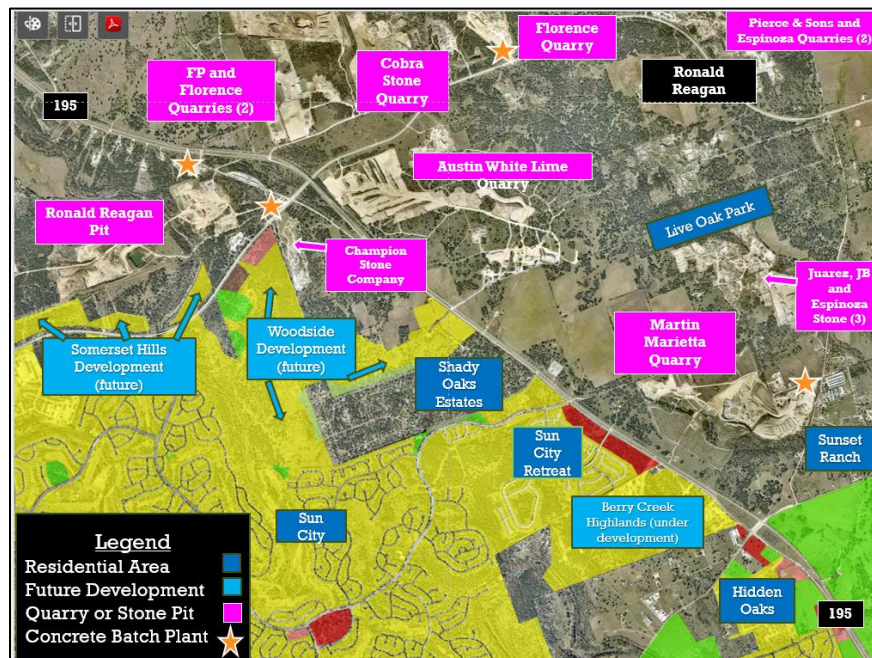 Florence
Quarry
Pierce & Sons and
Espinoza Quarries (2)
FP and
Florence
Quarries (2)
Cobra
Stone
Quarry
Ronald
Reagan
195
Austin White Lime
Quarry
Ronald Reagan
Pit
Live Oak Park
Champion
Stone
Company
Juarez, JB
and
Espinoza
Stone (3)
Somerset Hills
Development
(future)
Woodside
Development
(future)
Martin
Marietta
Quarry
Shady
Oaks
Estates
Sun
City
Retreat
Sunset
Ranch
Sun
City
Berry Creek
Highlands (under
development)
Legend
Residential Area
Future Development
Quarry or Stone Pit
Concrete Batch Plant
Hidden
Oaks
195